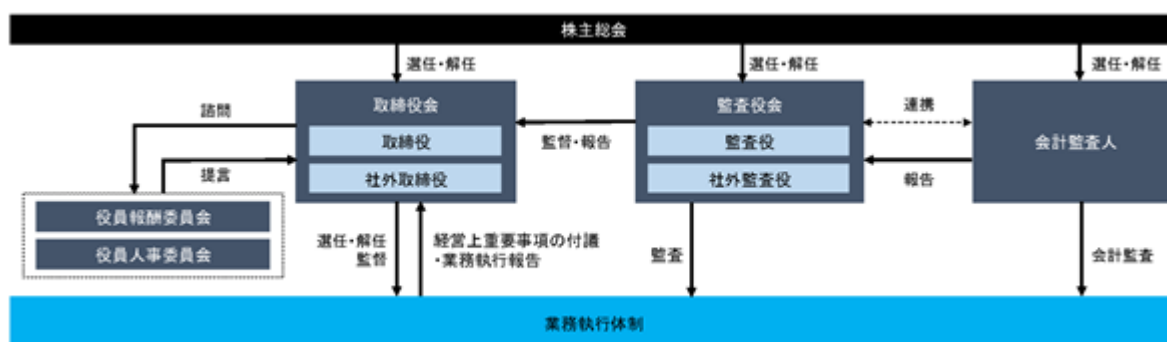 株主総会
選任・解任
選任・解任
選任・解任
諮問
取締役会
取締役
社外取締役
監督・報告
監査役会
監査役
社外監査役
連携
報告
会計監査人
提言
役員報酬委員会
役員人事委員会
選任・解任
監督
経営上重要事項の付議
・業務執行報告
監査
会計監査
業務執行体制